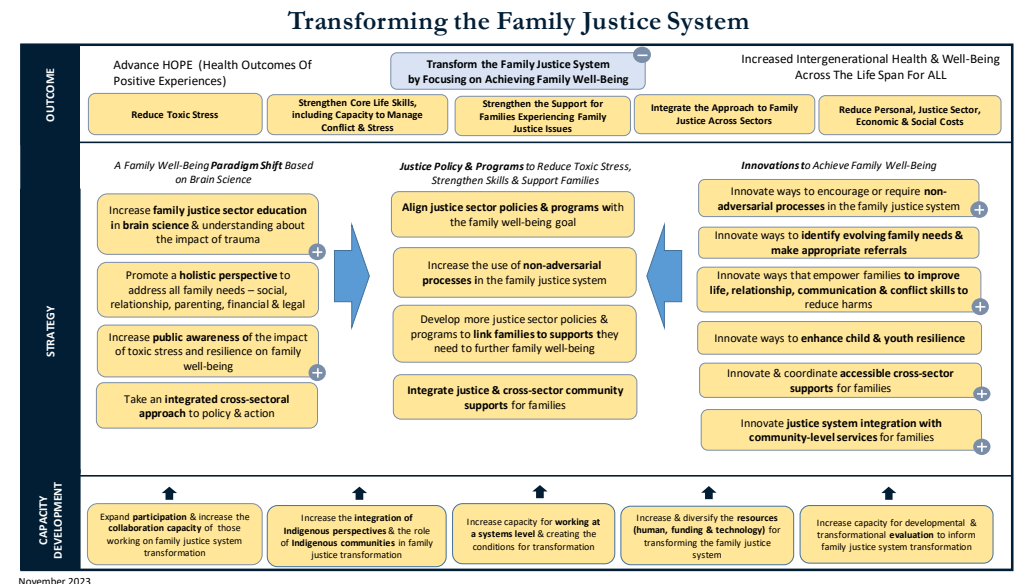 Transforming the Family Justice System
OUTCOME
Advance HOPE (Health Outcomes Of
Positive Experiences)
Transform the Family Justice System
by Focusing on Achieving Family Well-Being
Increased Intergenerational Health & Well-Being
Across The Life Span For ALL
Reduce Toxic Stress
Strengthen Core Life Skills,
including Capacity to Manage
Conflict & Stress
Strengthen the Support for
Families Experiencing Family
Justice Issues
Integrate the Approach to Family
Justice Across Sectors
Reduce Personal, Justice Sector,
Economic & Social Costs
STRATEGY
A Family Well-Being Paradigm Shift Based
on Brain Science
Increase family justice sector education
in brain science & understanding about
the impact of trauma
Promote a holistic perspective to
address all family needs – social,
relationship, parenting, financial & legal
Increase public awareness of the impact
of toxic stress and resilience on family
well-being
Take an integrated cross-sectoral
approach to policy & action
Justice Policy & Programs to Reduce Toxic Stress,
Strengthen Skills & Support Families
Align justice sector policies & programs with
the family well-being goal
Increase the use of non-adversarial
processes in the family justice system
Develop more justice sector policies &
programs to link families to supports they
need to further family well-being
Integrate justice & cross-sector community
supports for families
Innovations to Achieve Family Well-Being
Innovate ways to encourage or require non-
adversarial processes in the family justice system
Innovate ways to identify evolving family needs &
make appropriate referrals
Innovate ways that empower families to improve
life, relationship, communication & conflict skills to
reduce harms
Innovate ways to enhance child & youth resilience
Innovate & coordinate accessible cross-sector
supports for families
Innovate justice system integration with
community-level services for families
CAPACITY
DEVELOPMENT
Expand participation & increase the
collaboration capacity of those
working on family justice system
transformation
Increase the integration of
Indigenous perspectives & the role
of Indigenous communities in family
justice transformation
Increase capacity for working at
a systems level & creating the
conditions for transformation
Increase & diversify the resources
(human, funding & technology) for
transforming the family justice
system
Increase capacity for developmental &
transformational evaluation to inform
family justice system transformation
November 2023